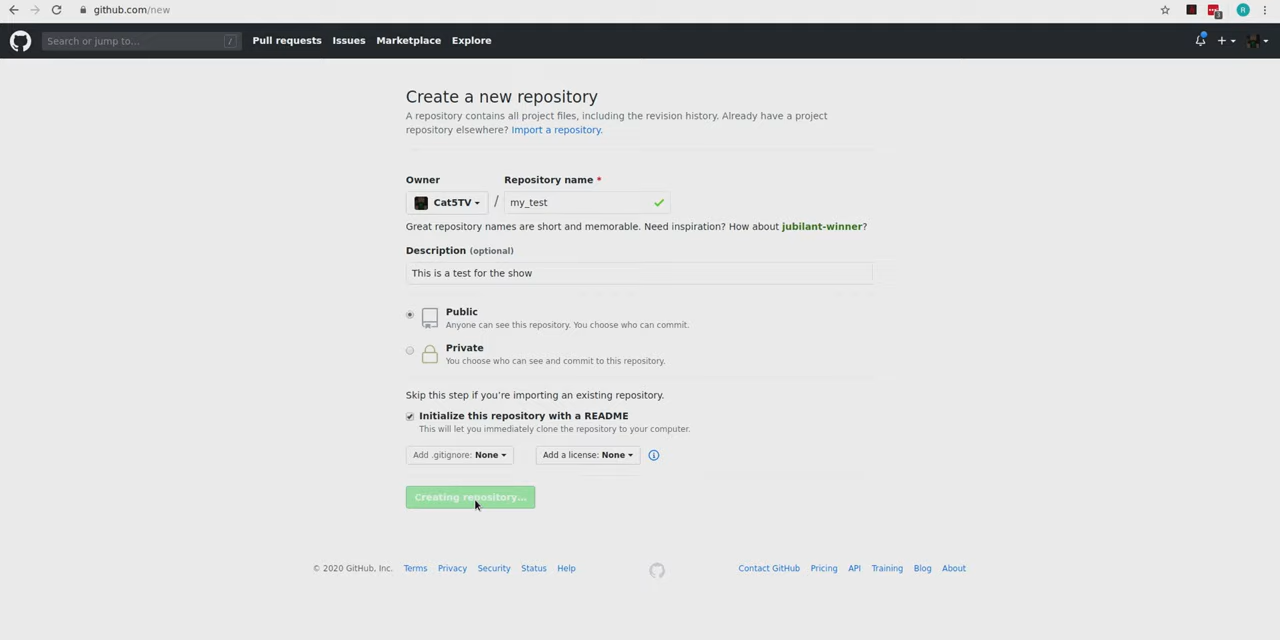 github.com/new
3
R
Search or jump to...
/
Pull requests
Issues
Marketplace
Explore
Create a new repository
A repository contains all project files, including the revision history. Already have a project
repository elsewhere? Import a repository.
Owner
Repository name *
Cat5TV
/
my_test
Great repository names are short and memorable. Need inspiration? How about jubilant-winner?
Description (optional)
This is a test for the show
Public
Anyone can see this repository. You choose who can commit.
Private
You choose who can see and commit to this repository.
Skip this step if you’re importing an existing repository.
Initialize this repository with a README
This will let you immediately clone the repository to your computer.
Add .gitignore: None
Add a license: None
Creating repository...
© 2020 GitHub, Inc.
Terms
Privacy
Security
Status
Help
Contact GitHub
Pricing
API
Training
Blog
About